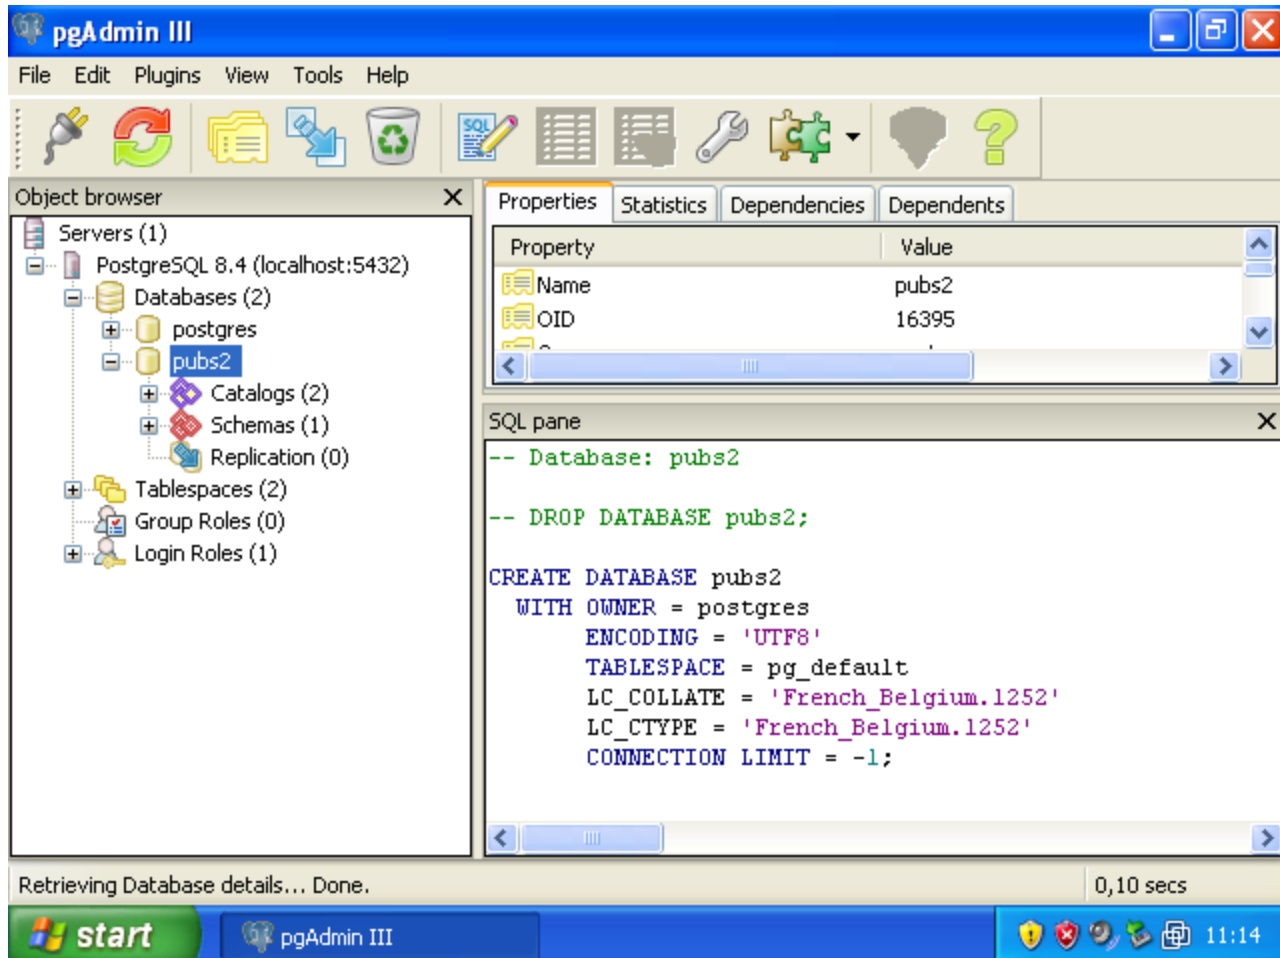 pgAdmin III
File Edit Plugins View Tools Help
SQL
Object browser
Servers (1)
PostgreSQL 8.4 (localhost:5432)
Databases (2)
postgres
pubs2
Catalogs (2)
Schemas (1)
Replication (0)
Tablespaces (2)
Group Roles (0)
Login Roles (1)
Properties Statistics Dependencies Dependents
Property Value
Name pubs2
OID 16395
SQL pane
-- Database: pubs2
-- DROP DATABASE pubs2;
CREATE DATABASE pubs2
WITH OWNER = postgres
ENCODING = 'UTF8'
TABLESPACE = pg_default
LC_COLLATE = 'French_Belgium.1252'
LC_CTYPE = 'French_Belgium.1252'
CONNECTION LIMIT = -1;
Retrieving Database details... Done. 0,10 secs
start pgAdmin III 11:14